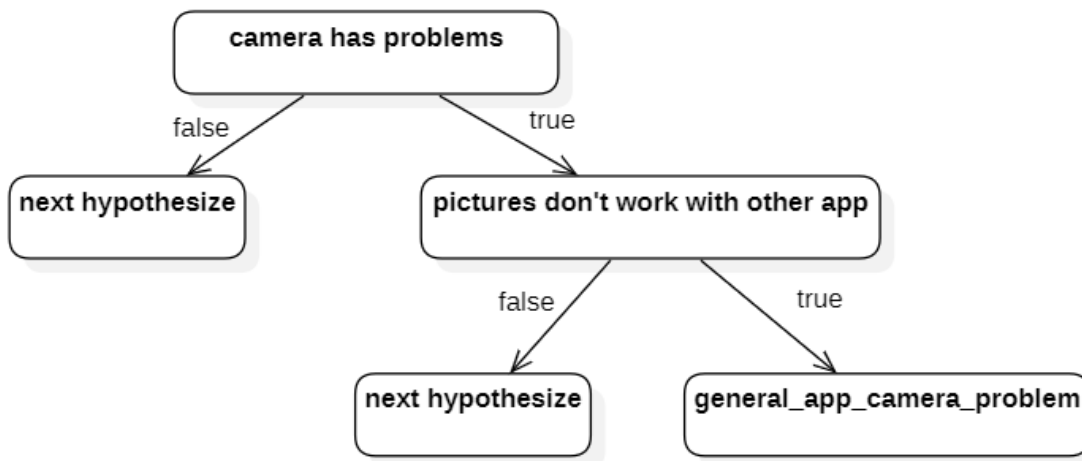 camera has problems
false
true
next hypothesize
pictures don't work with other app
false
true
next hypothesize
general_app_camera_problem